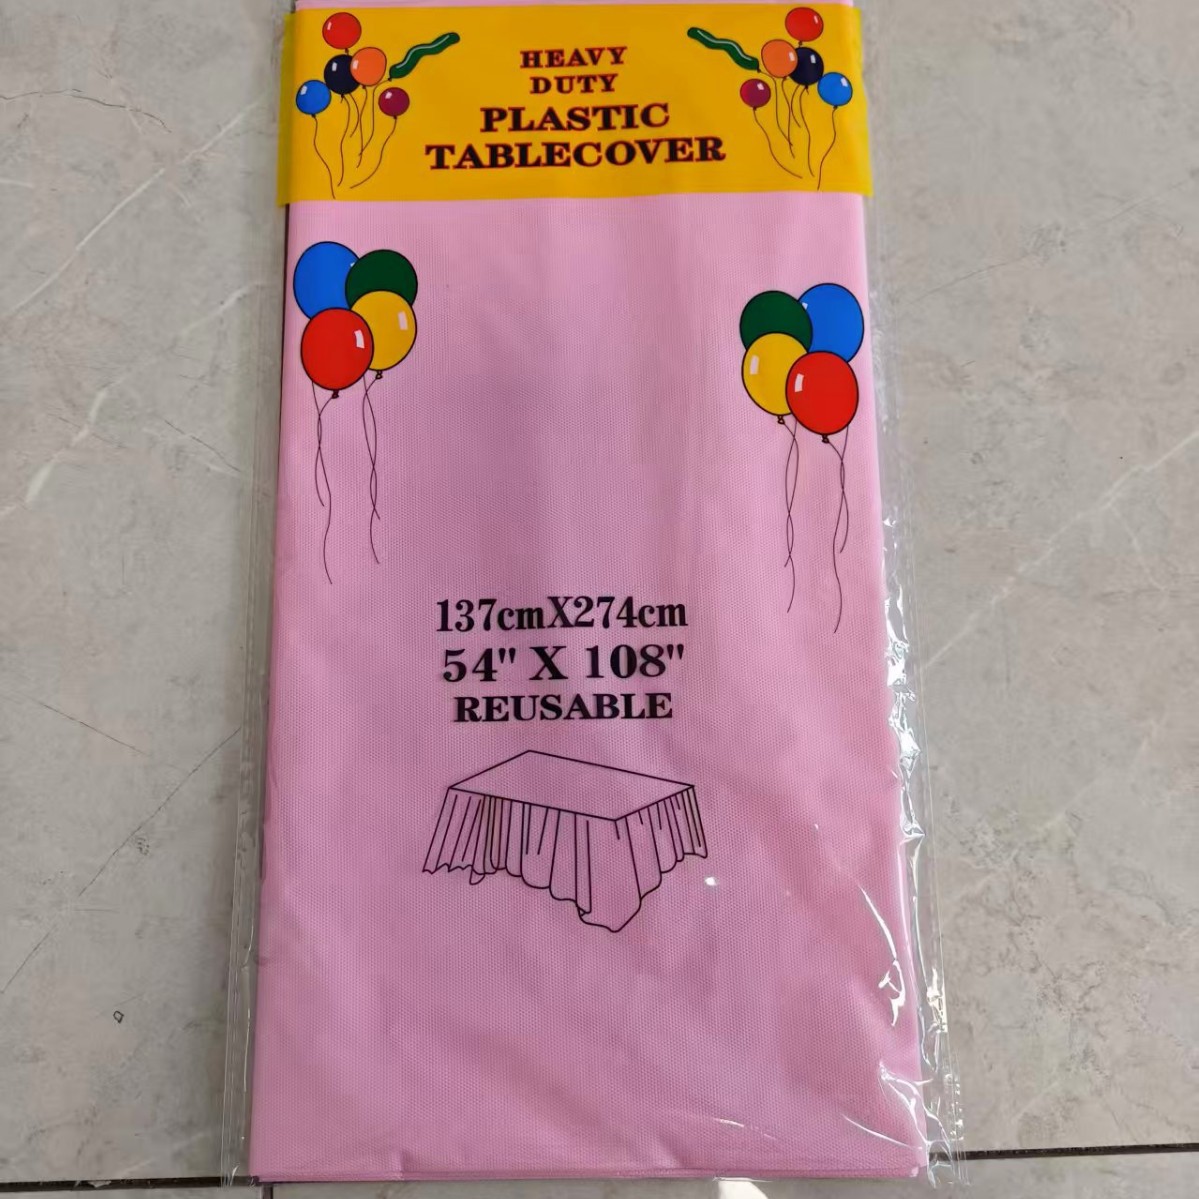 HEAVY
DUTY
PLASTIC
TABLECOVER
137cmX274cm
54" X 108"
REUSABLE